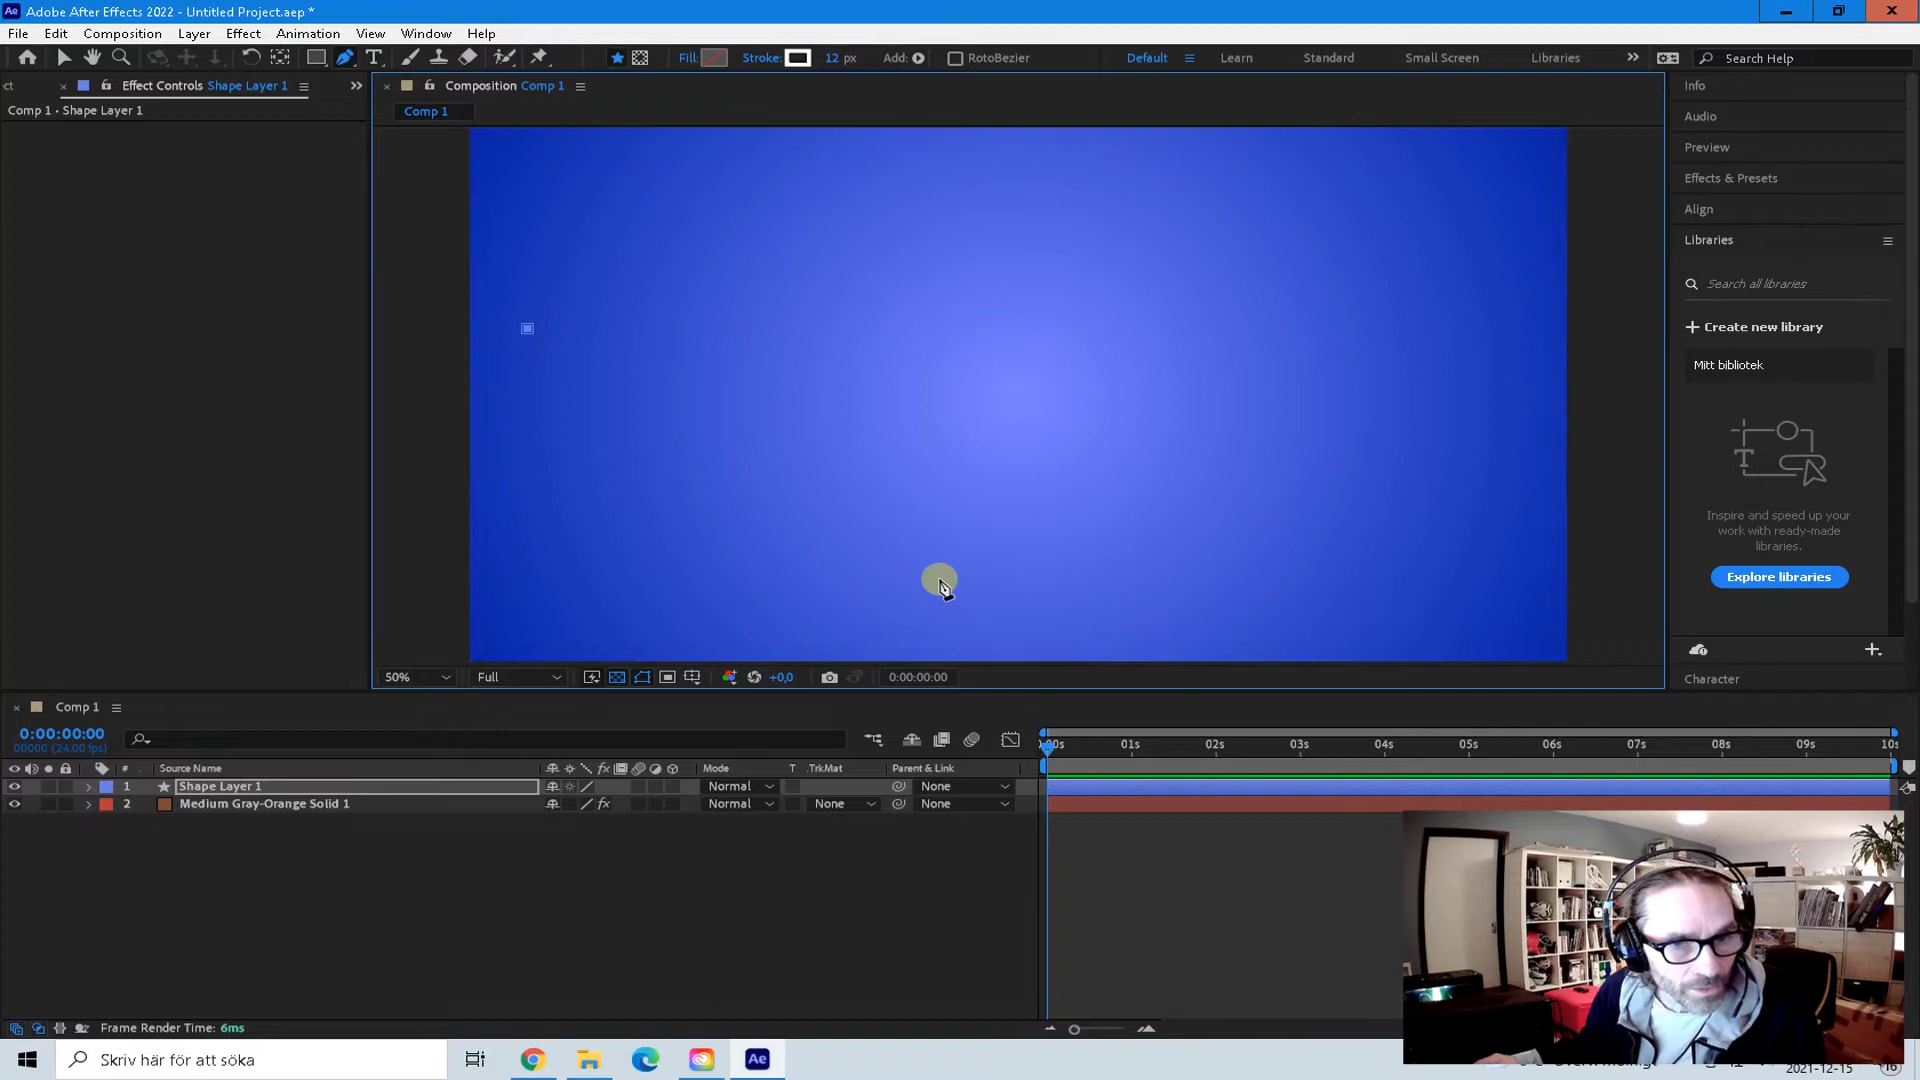 Adobe After Effects 2022 - Untitled Project.aep *
File Edit Composition Layer Effect Animation View Window Help
Fill: Stroke: 12 px Add: RotoBezier Default Learn Standard Small Screen Libraries Search Help
ct Effect Controls Shape Layer 1
Comp 1 · Shape Layer 1
Composition Comp 1
Comp 1
Info
Audio
Preview
Effects & Presets
Align
Libraries
Search all libraries
Create new library
Mitt bibliotek
Inspire and speed up your
work with ready-made
libraries.
Explore libraries
Character
50% Full +0,0 0:00:00:00
Comp 1
0:00:00:00
00000 (24.00 fps)
:00s 01s 02s 03s 04s 05s 06s 07s 08s 09s 10s
# Source Name fx Mode T .TrkMat Parent & Link
1 Shape Layer 1 Normal None
2 Medium Gray-Orange Solid 1 fx Normal None None
Frame Render Time: 6ms
Skriv här för att söka
Ae
2021-12-15
16